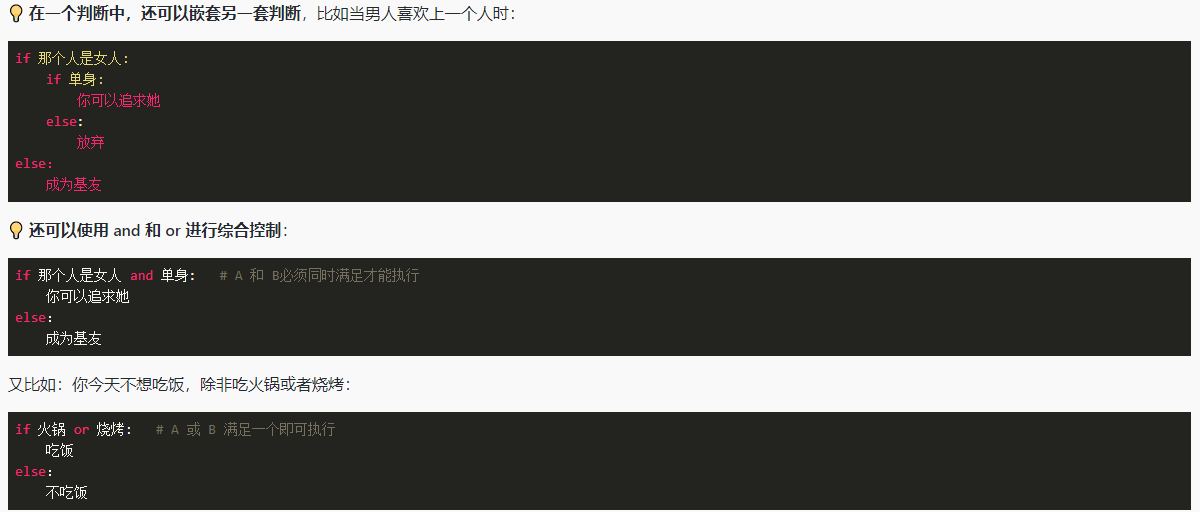 💡 在一个判断中，还可以嵌套另一套判断，比如当男人喜欢上一个人时：
if 那个人是女人:
    if 单身:
        你可以追求她
    else:
        放弃
else:
    成为基友
💡 还可以使用 and 和 or 进行综合控制：
if 那个人是女人 and 单身:   # A 和 B必须同时满足才能执行
    你可以追求她
else:
    成为基友
又比如：你今天不想吃饭，除非吃火锅或者烧烤：
if 火锅 or 烧烤:   # A 或 B 满足一个即可执行
    吃饭
else:
    不吃饭